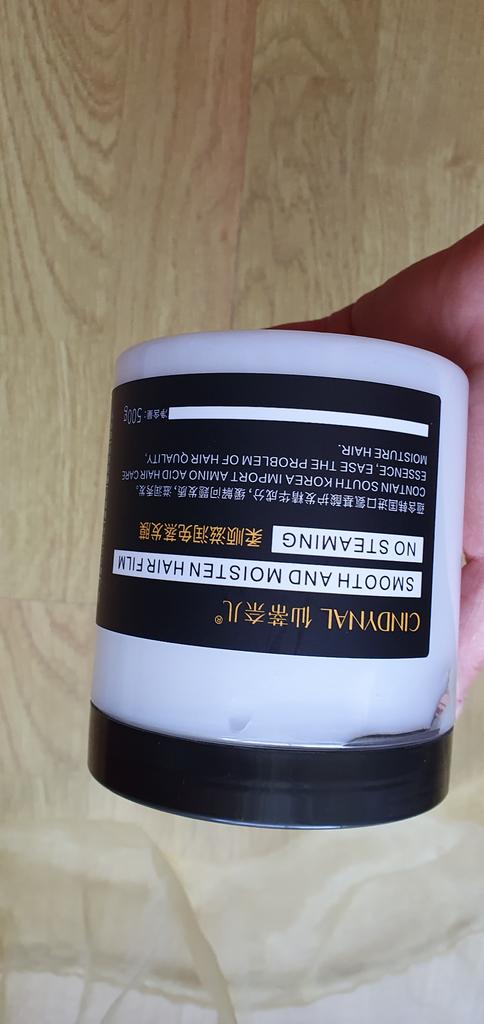 CINDYNAL 仙蒂奈儿®
SMOOTH AND MOISTEN HAIR FILM
NO STEAMING 柔顺滋润免蒸发膜
蕴含韩国进口氨基酸护发精华成分，缓解问题发质，滋润秀发。
CONTAIN SOUTH KOREA IMPORT AMINO ACID HAIR CARE
ESSENCE, EASE THE PROBLEM OF HAIR QUALITY,
MOISTURE HAIR.
净含量: 500g